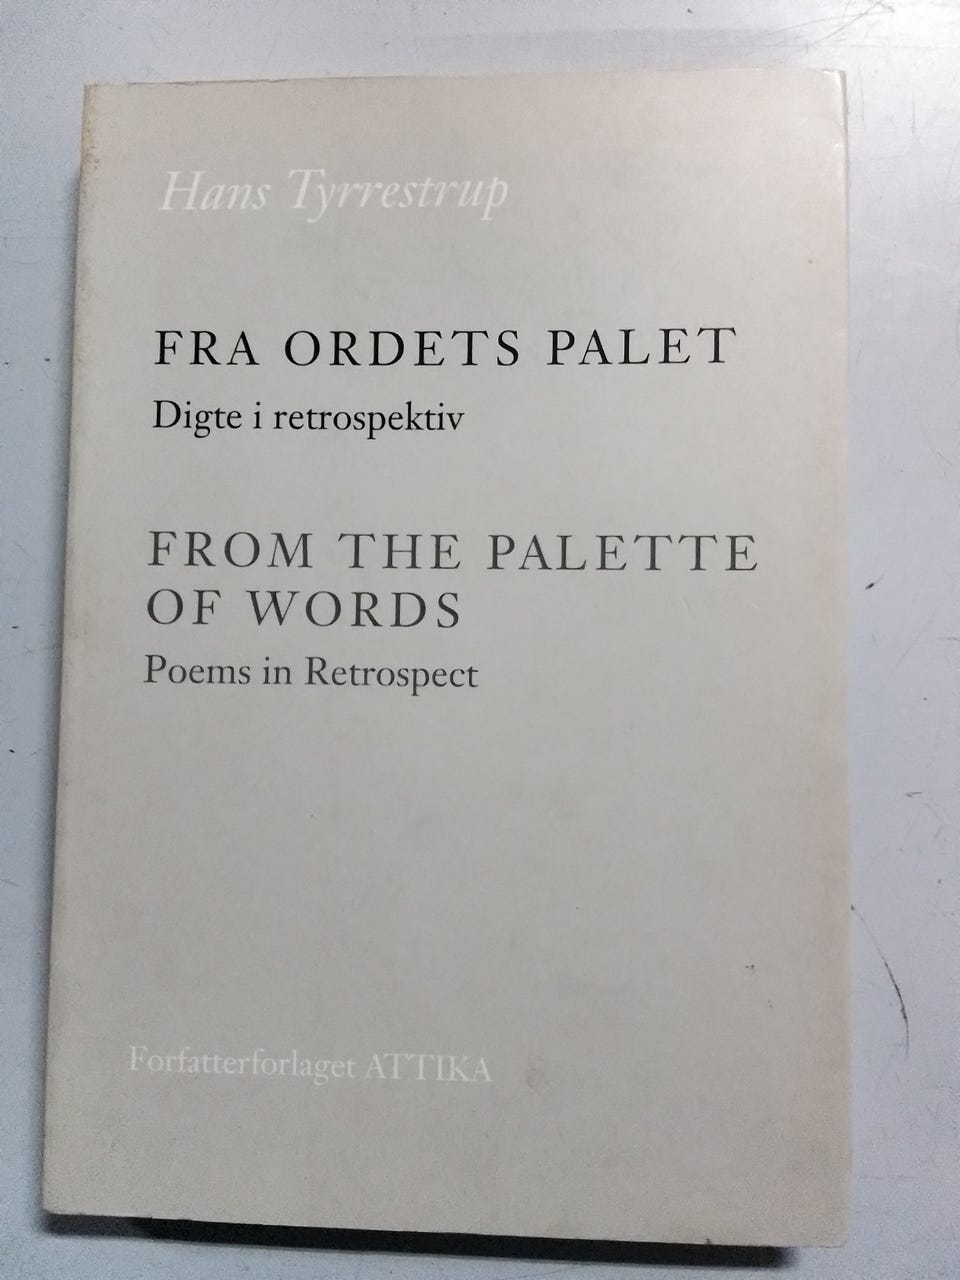 Hans Tyrrestrup
FRA ORDETS PALET
Digte i retrospektiv
FROM THE PALETTE
OF WORDS
Poems in Retrospect
Forfatterforlaget ATTIKA